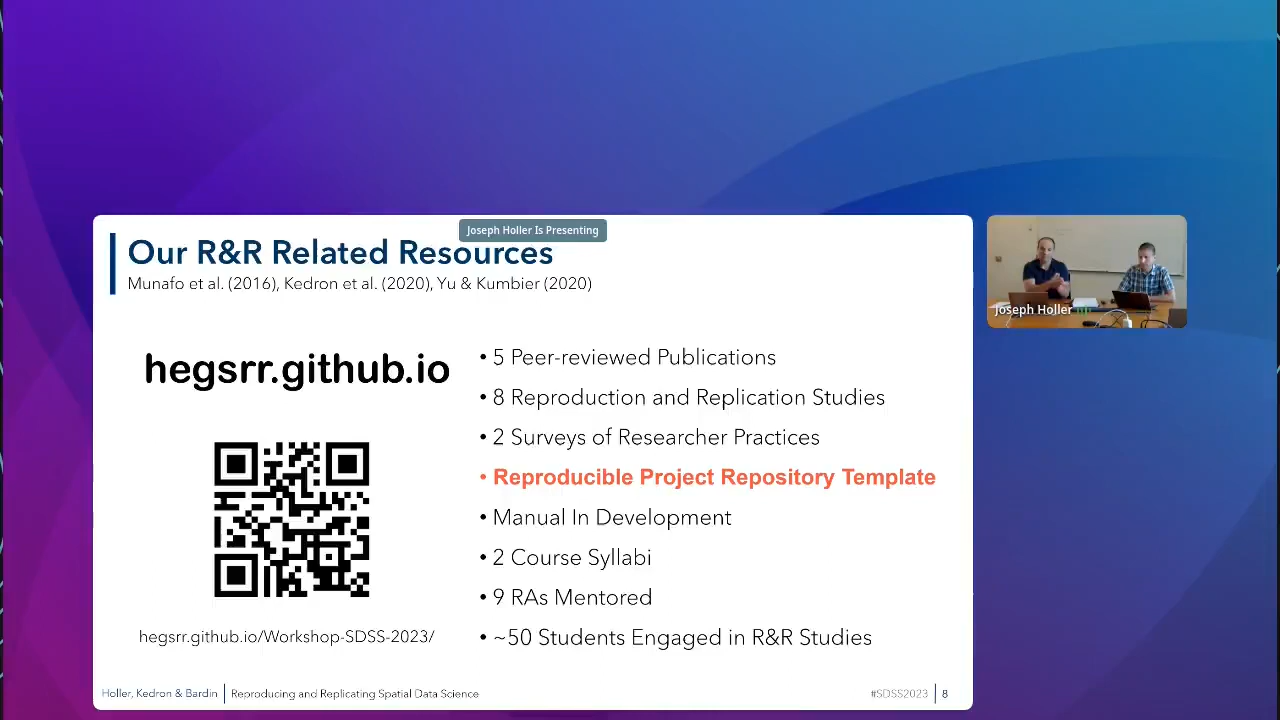 Joseph Holler Is Presenting
Our R&R Related Resources
Munafo et al. (2016), Kedron et al. (2020), Yu & Kumbier (2020)
hegsrr.github.io
hegsrr.github.io/Workshop-SDSS-2023/
• 5 Peer-reviewed Publications
• 8 Reproduction and Replication Studies
• 2 Surveys of Researcher Practices
• Reproducible Project Repository Template
• Manual In Development
• 2 Course Syllabi
• 9 RAs Mentored
• ~50 Students Engaged in R&R Studies
Holler, Kedron & Bardin | Reproducing and Replicating Spatial Data Science
#SDSS2023 | 8
Joseph Holler